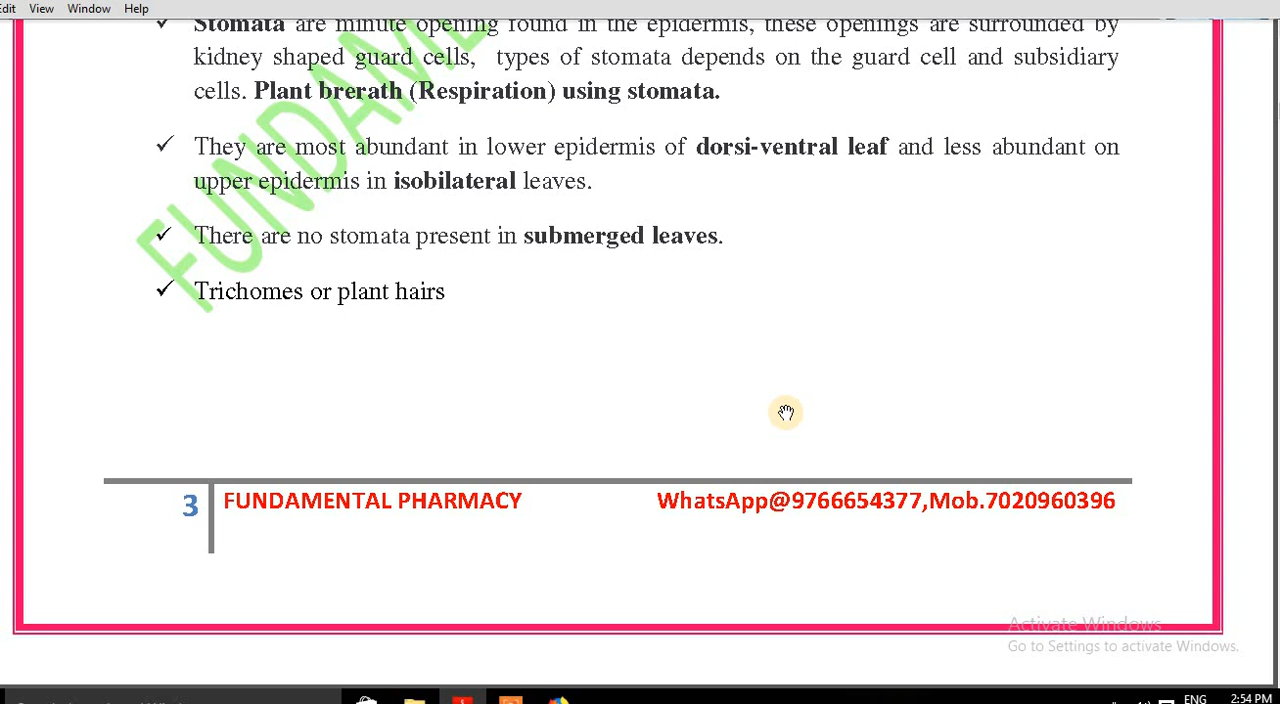 Edit View Window Help
Stomata are minute opening found in the epidermis, these openings are surrounded by
kidney shaped guard cells, types of stomata depends on the guard cell and subsidiary
cells. Plant brerath (Respiration) using stomata.
✓ They are most abundant in lower epidermis of dorsi-ventral leaf and less abundant on
upper epidermis in isobilateral leaves.
✓ There are no stomata present in submerged leaves.
✓ Trichomes or plant hairs
FUNDAME
3 FUNDAMENTAL PHARMACY WhatsApp@9766654377,Mob.7020960396
Activate Windows
Go to Settings to activate Windows.
ENG 2:54 PM